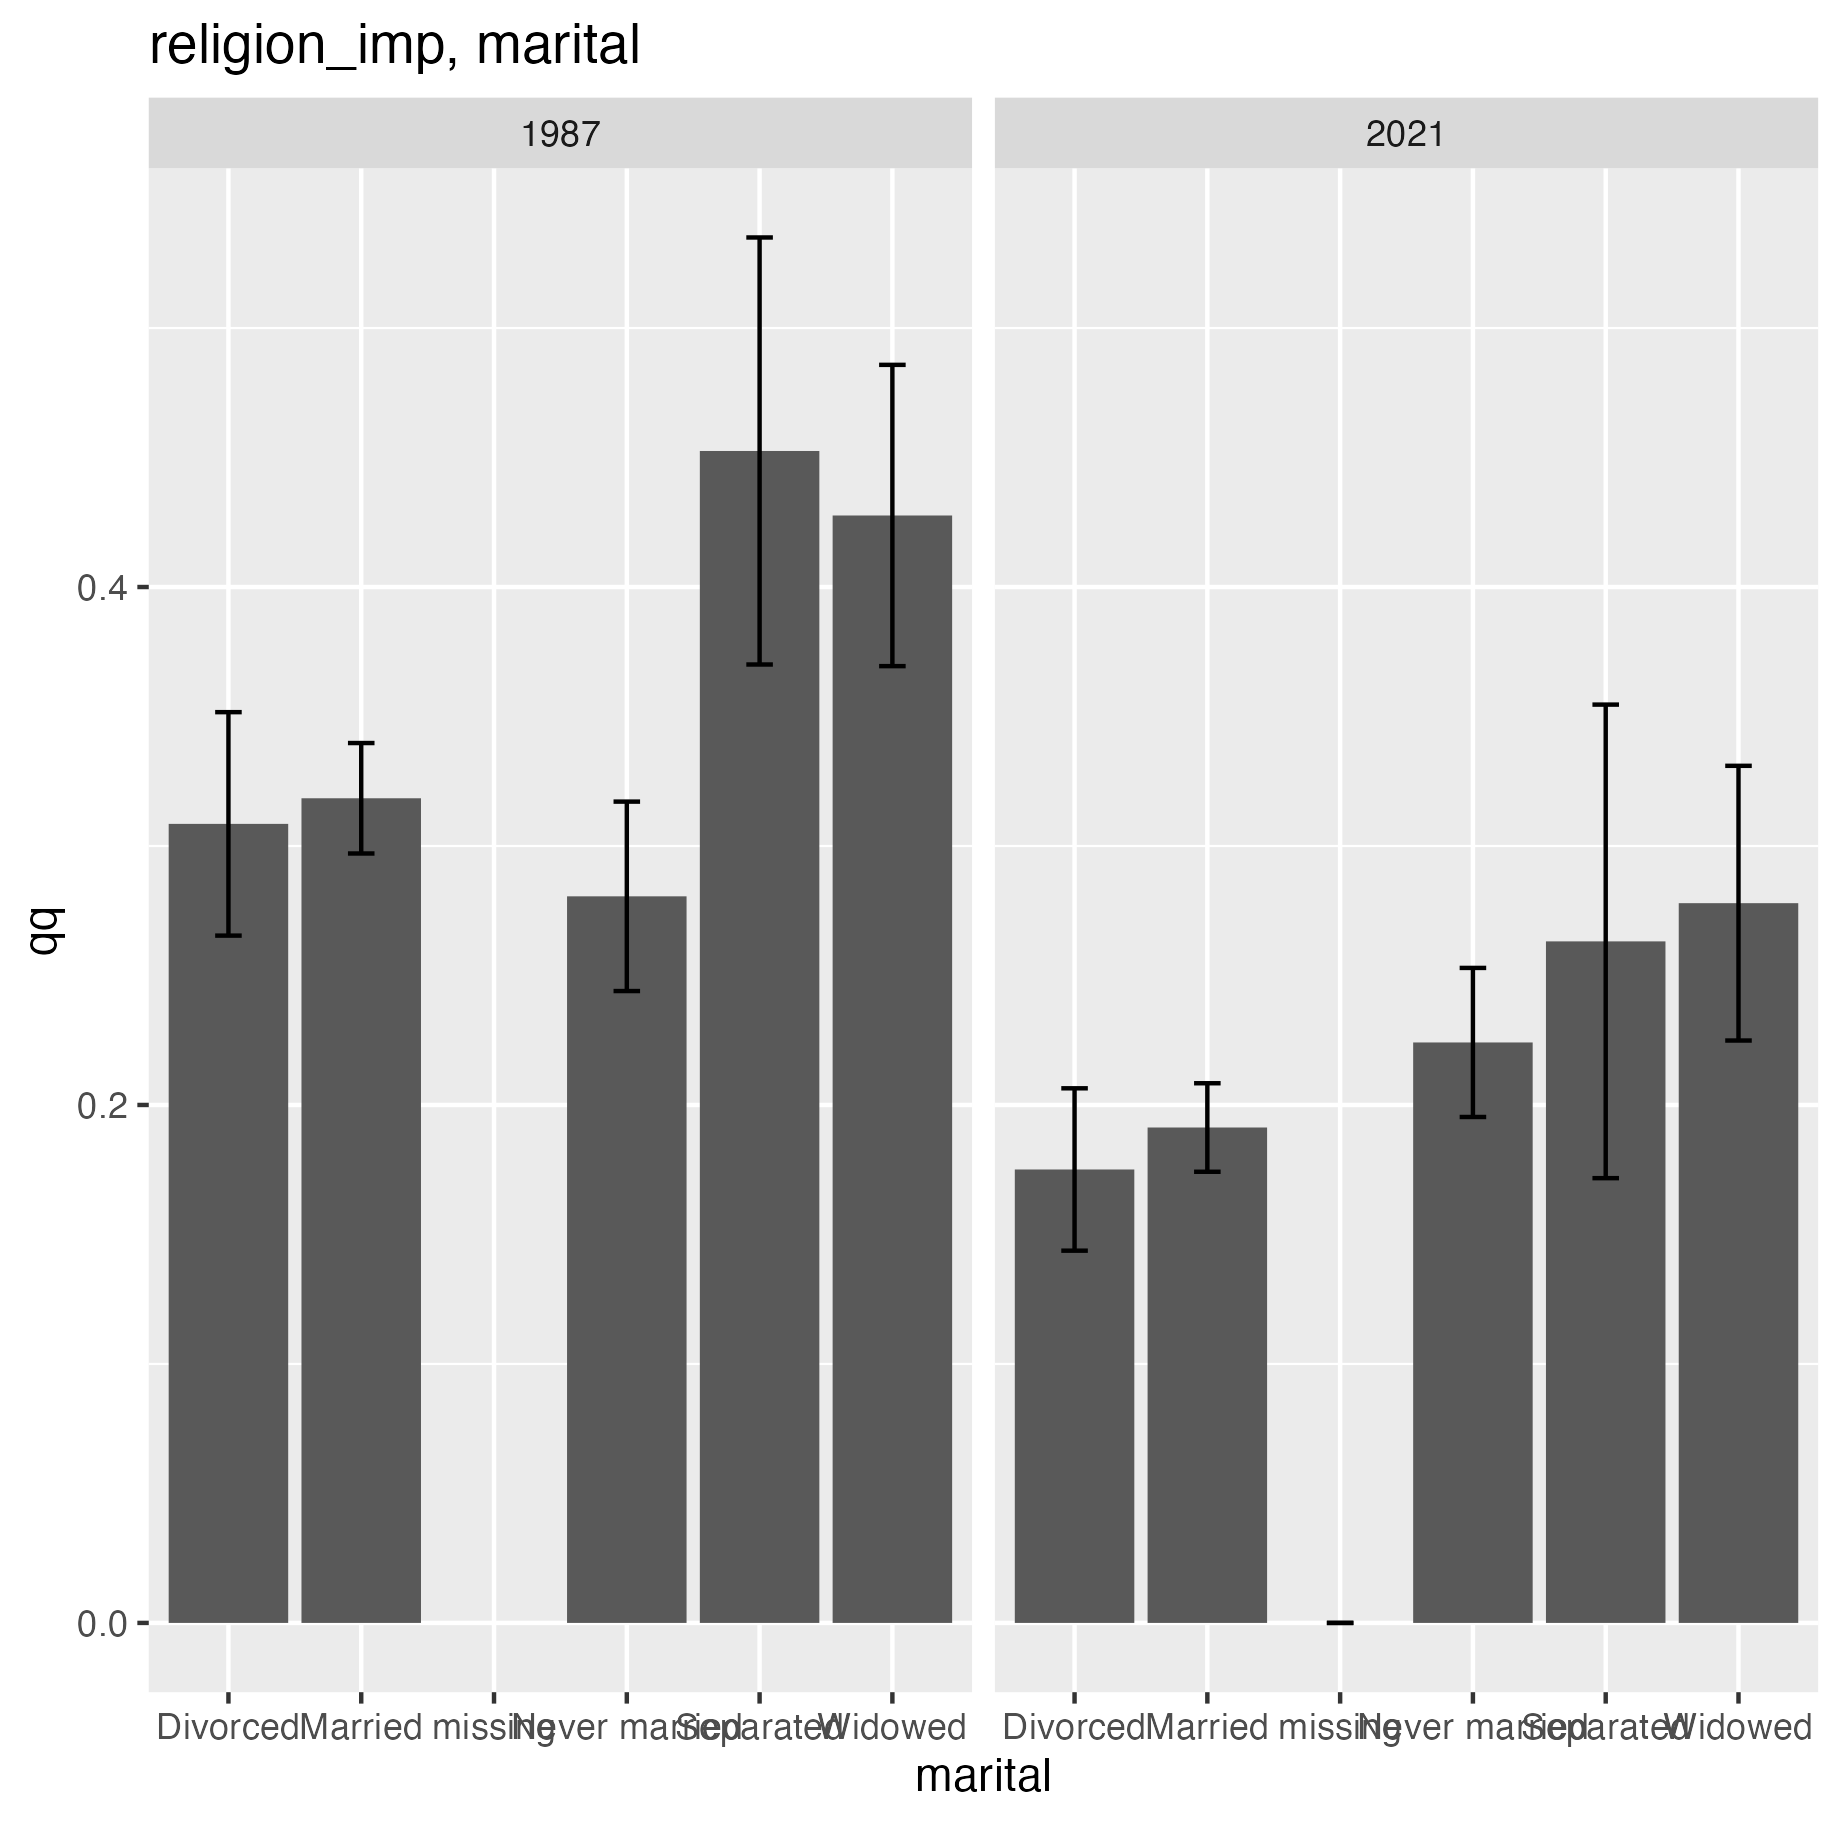 religion_imp, marital
1987
2021
qq
0.4
0.2
0.0
Divorced Married missing Never married Separated Widowed
Divorced Married missing Never married Separated Widowed
marital